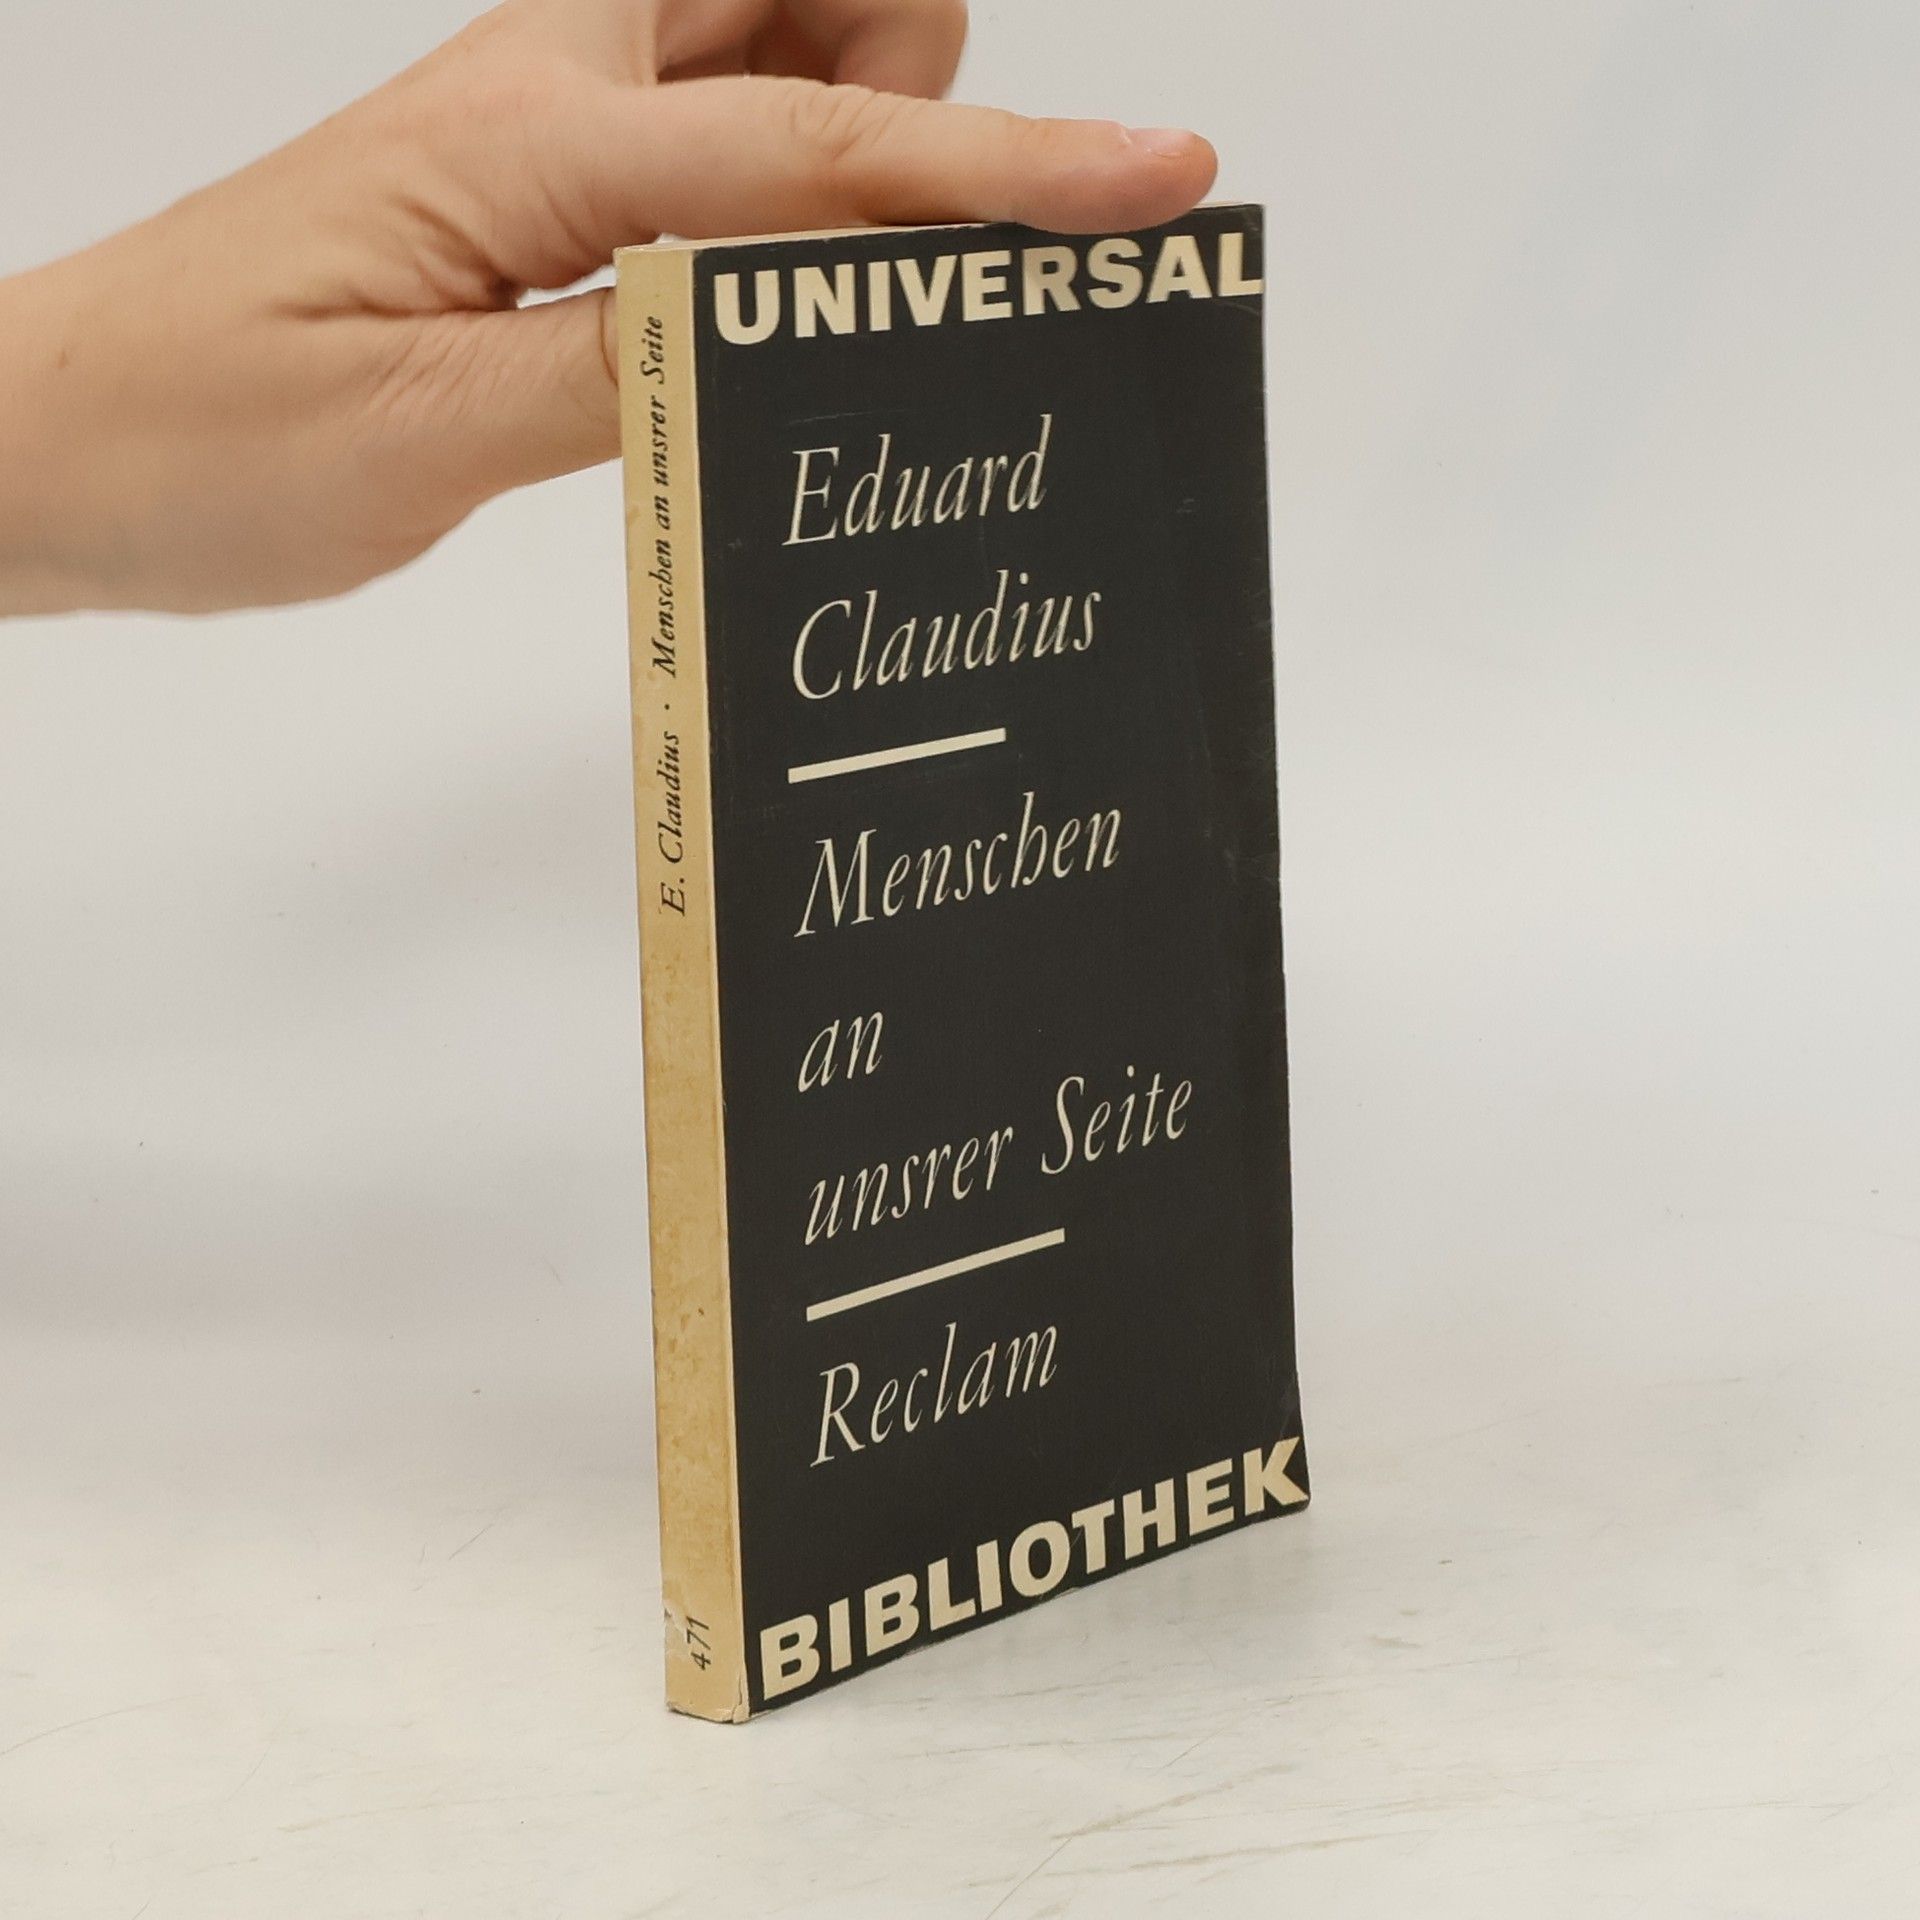 UNIVERSAL
Eduard
Claudius
Menschen
an
unsrer Seite
Reclam
BIBLIOTHEK
E. Claudius · Menschen an unsrer Seite
471